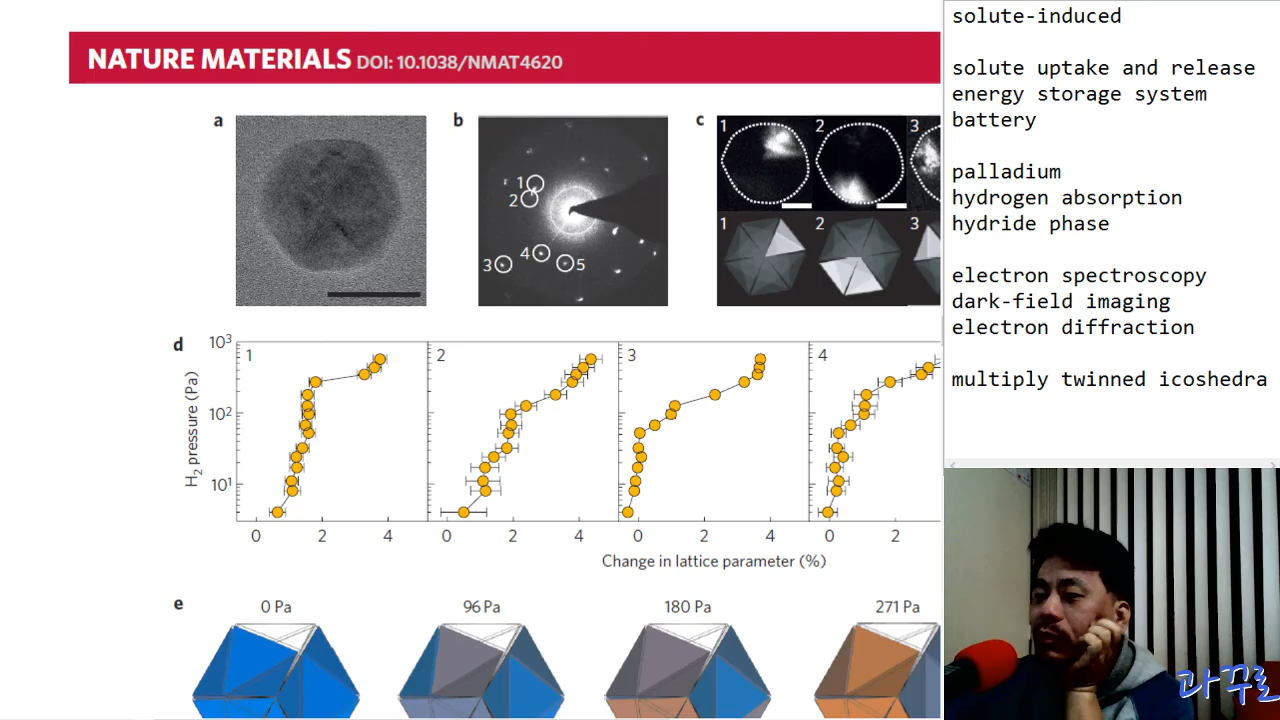 NATURE MATERIALS DOI: 10.1038/NMAT4620
a
b
c
1
2
3
4
5
1
2
3
1
2
3
d
1
2
3
4
10³
10²
10¹
H₂ pressure (Pa)
0 2 4
0 2 4
0 2 4
0 2
Change in lattice parameter (%)
e
0 Pa
96 Pa
180 Pa
271 Pa
solute-induced
solute uptake and release
energy storage system
battery
palladium
hydrogen absorption
hydride phase
electron spectroscopy
dark-field imaging
electron diffraction
multiply twinned icoshedra
과꾸로